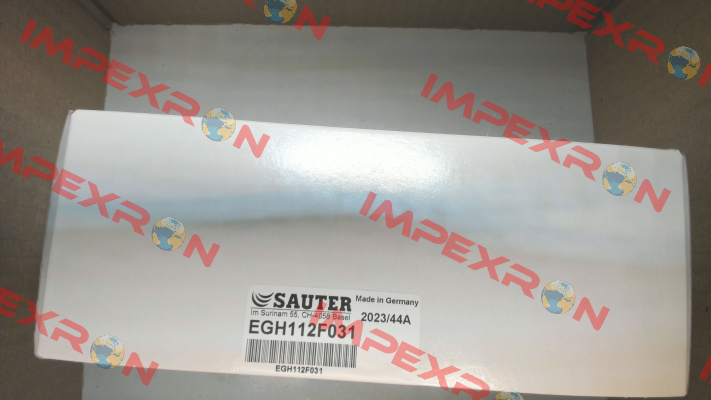 SAUTER
Made in Germany
Im Surinam 55, CH-4058 Basel
2023/44A
EGH112F031
EGH112F031
IMPEXRON
IMPEXRON
IMPEXRON
IMPEXRON
IMPEXRON
IMPEXRON
IMPEXRON